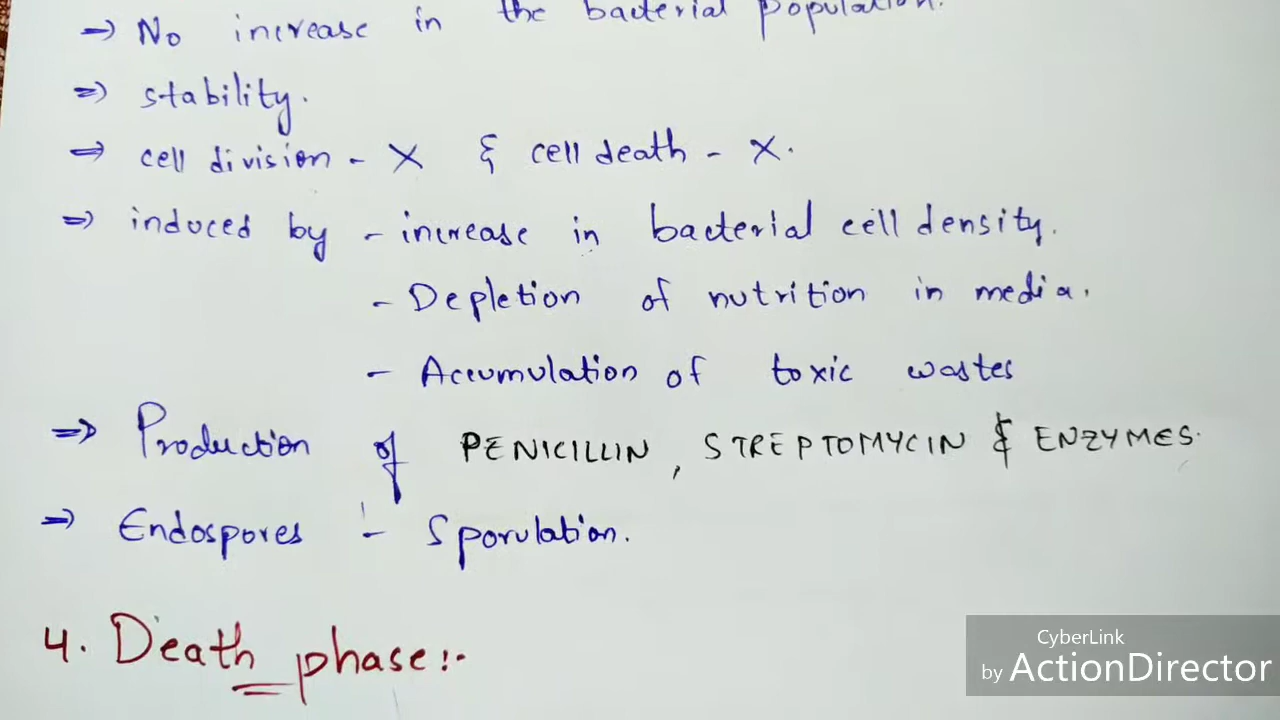 ⇒ No increase in the bacterial population.
⇒ stability.
⇒ cell division - X & cell death - X.
⇒ induced by - increase in bacterial cell density.
- Depletion of nutrition in media.
- Accumulation of toxic wastes
⇒ Production of PENICILLIN, STREPTOMYCIN & ENZYMES.
⇒ Endospores - Sporulation.
4. Death phase:-
CyberLink
by ActionDirector